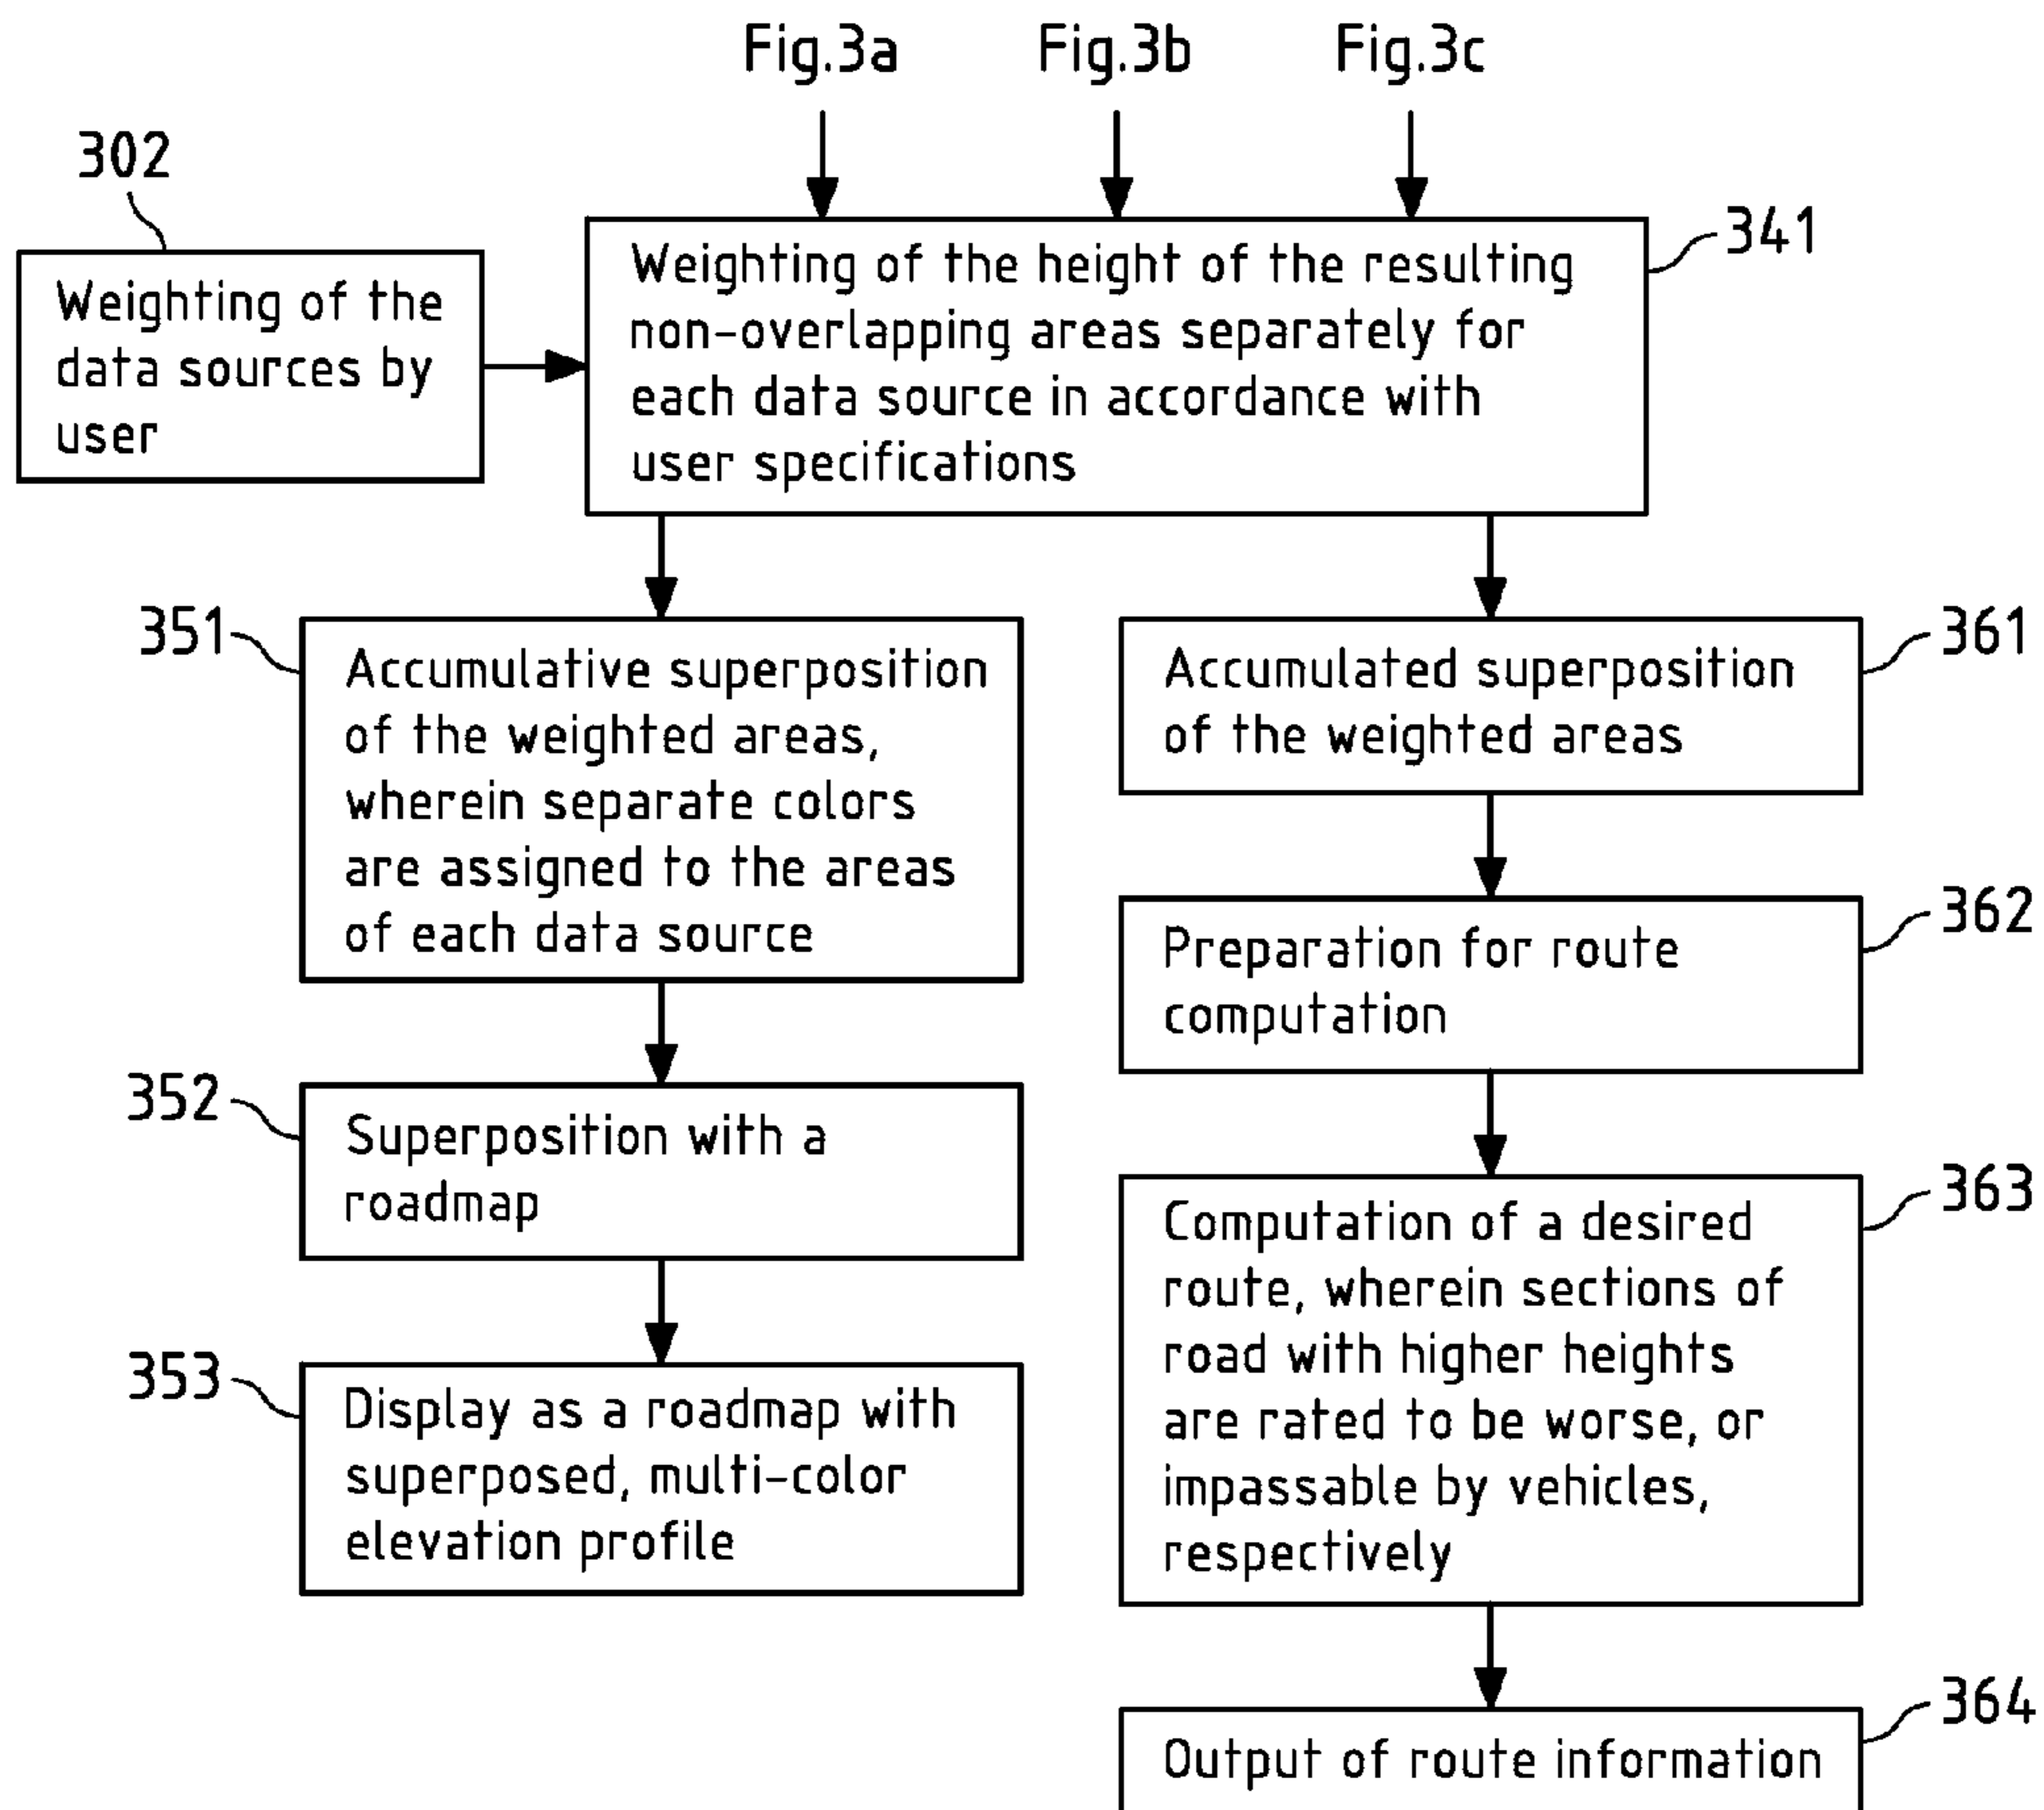 Fig.3a
Fig.3b
Fig.3c
302
Weighting of the
data sources by
user
341
Weighting of the height of the resulting
non-overlapping areas separately for
each data source in accordance with
user specifications
351
Accumulative superposition
of the weighted areas,
wherein separate colors
are assigned to the areas
of each data source
352
Superposition with a
roadmap
353
Display as a roadmap with
superposed, multi-color
elevation profile
361
Accumulated superposition
of the weighted areas
362
Preparation for route
computation
363
Computation of a desired
route, wherein sections of
road with higher heights
are rated to be worse, or
impassable by vehicles,
respectively
364
Output of route information